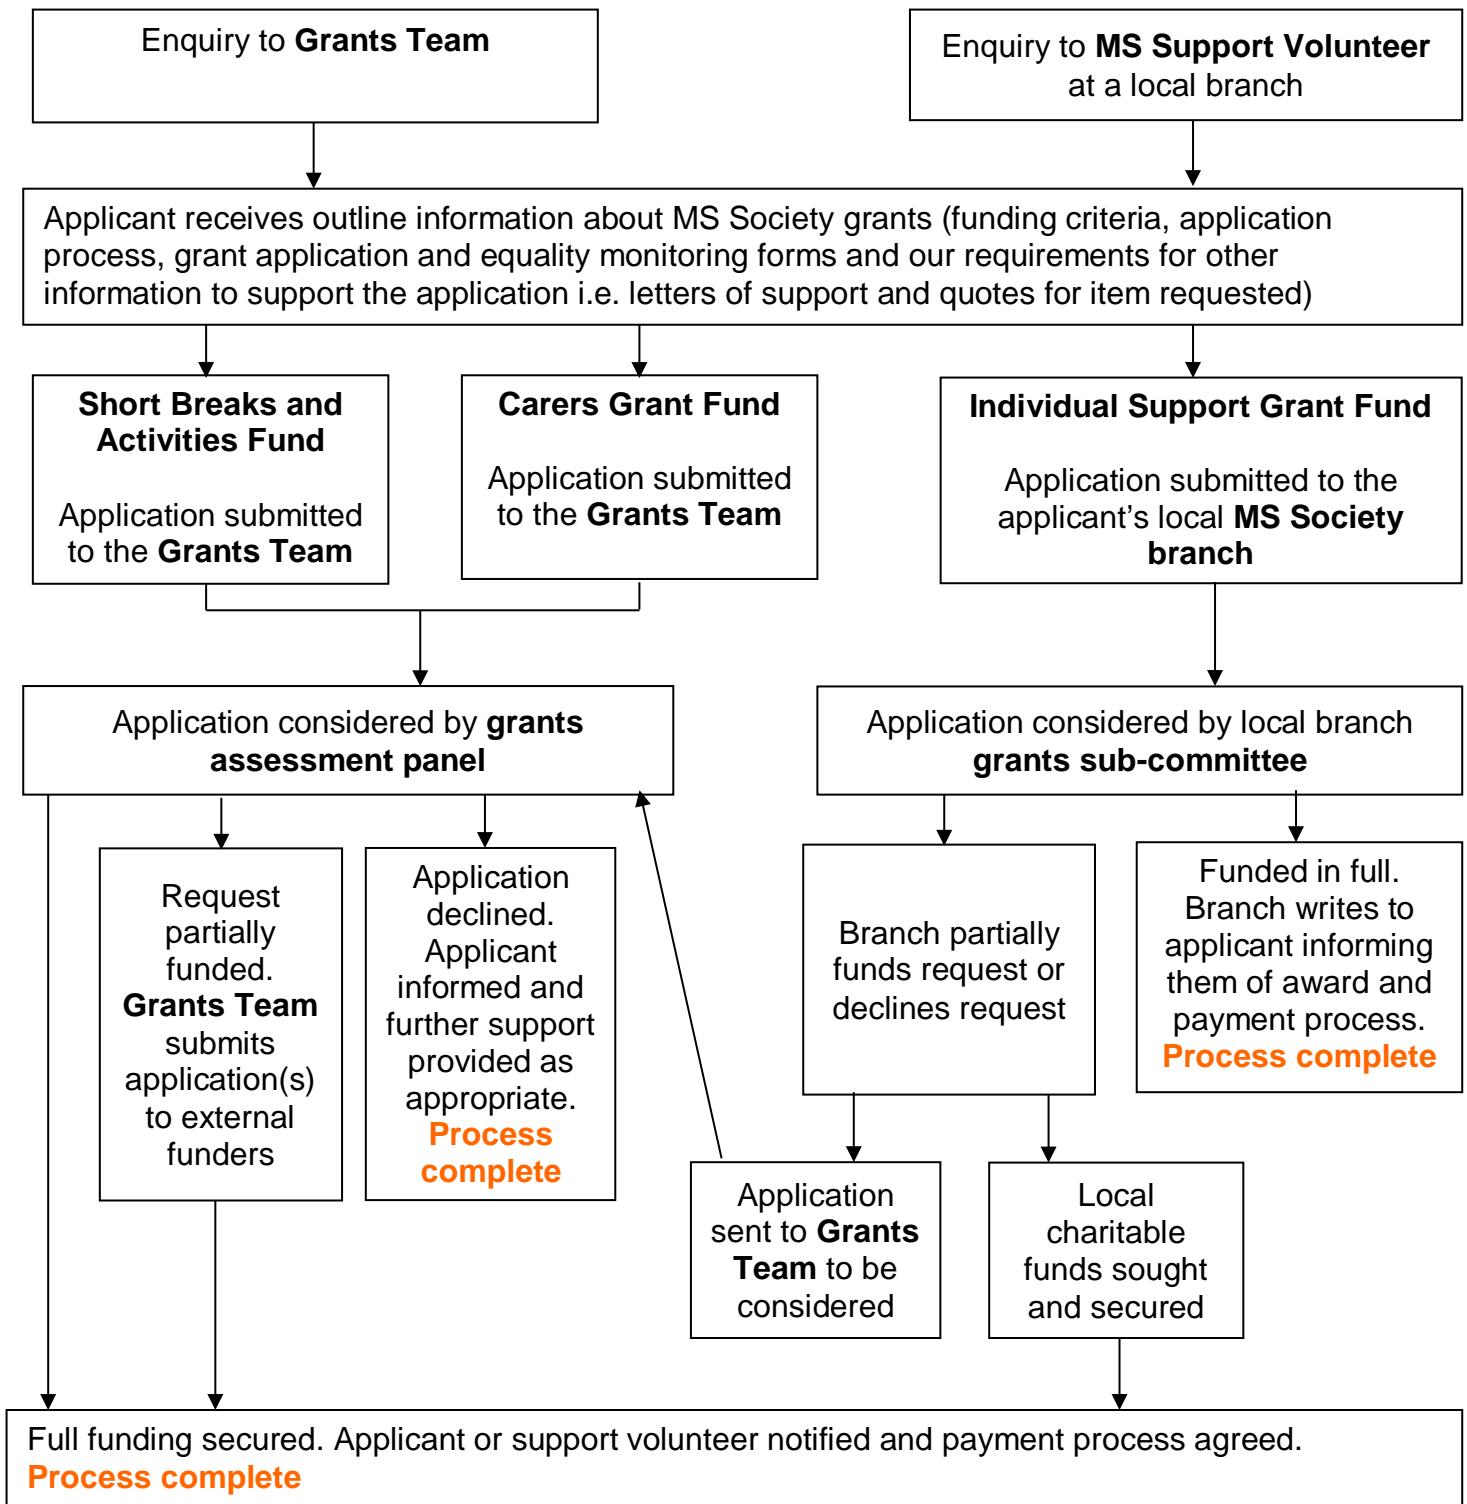 Enquiry to Grants Team
Enquiry to MS Support Volunteer
at a local branch
Applicant receives outline information about MS Society grants (funding criteria, application
process, grant application and equality monitoring forms and our requirements for other
information to support the application i.e. letters of support and quotes for item requested)
Short Breaks and
Activities Fund
Application submitted
to the Grants Team
Carers Grant Fund
Application submitted
to the Grants Team
Individual Support Grant Fund
Application submitted to the
applicant’s local MS Society
branch
Application considered by grants
assessment panel
Application considered by local branch
grants sub-committee
Request
partially
funded.
Grants Team
submits
application(s)
to external
funders
Application
declined.
Applicant
informed and
further support
provided as
appropriate.
Process
complete
Branch partially
funds request or
declines request
Funded in full.
Branch writes to
applicant informing
them of award and
payment process.
Process complete
Application
sent to Grants
Team to be
considered
Local
charitable
funds sought
and secured
Full funding secured. Applicant or support volunteer notified and payment process agreed.
Process complete